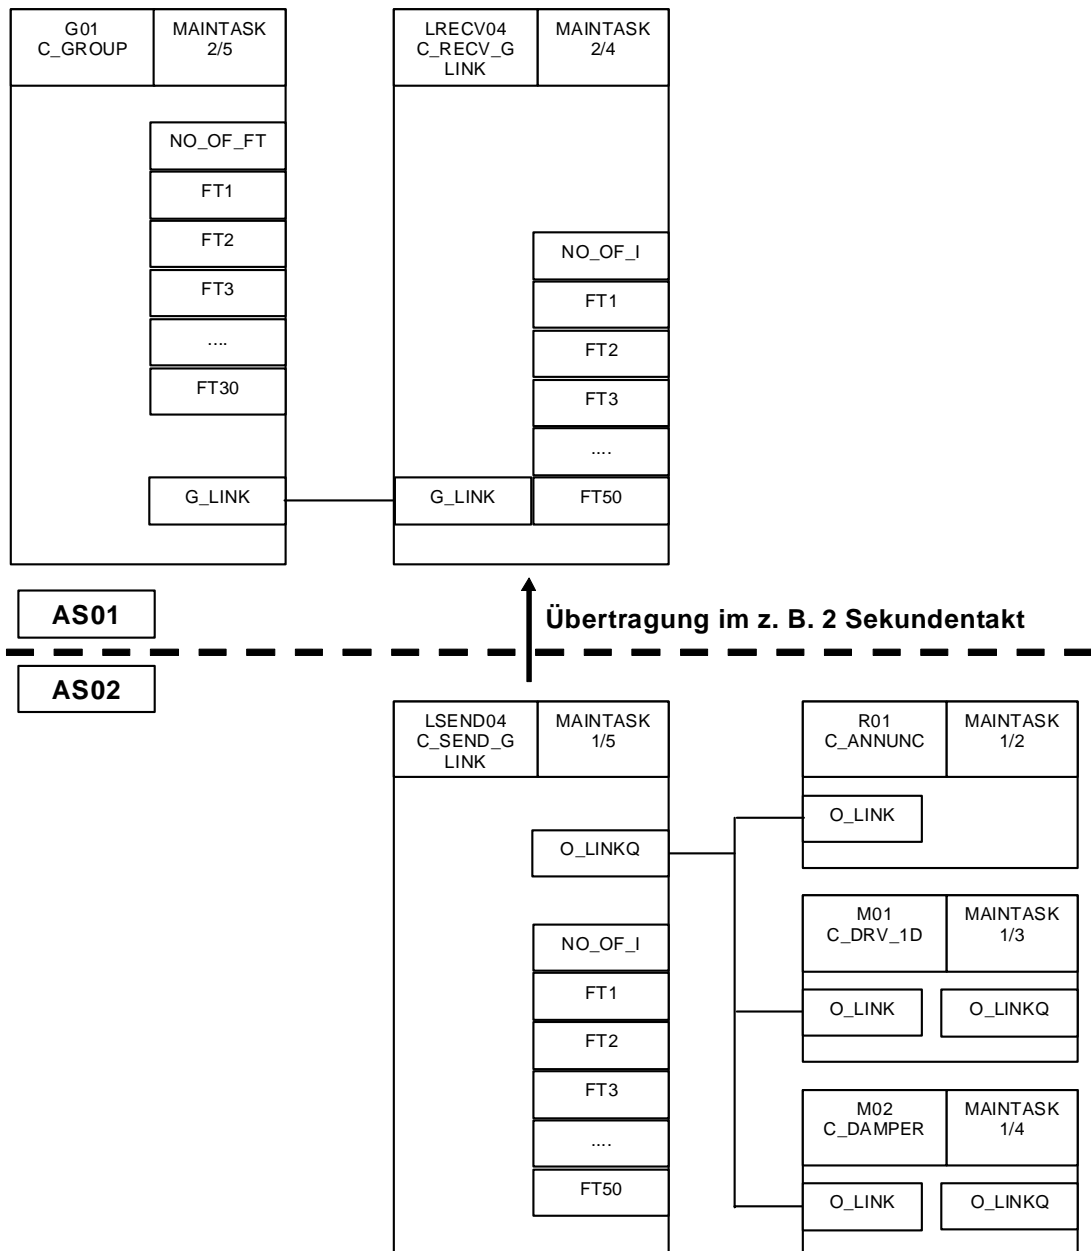 G01
C_GROUP
MAINTASK
2/5
NO_OF_FT
FT1
FT2
FT3
....
FT30
G_LINK
LRECV04
C_RECV_G
LINK
MAINTASK
2/4
NO_OF_I
FT1
FT2
FT3
....
G_LINK
FT50
AS01
Übertragung im z. B. 2 Sekundentakt
AS02
LSEND04
C_SEND_G
LINK
MAINTASK
1/5
O_LINKQ
NO_OF_I
FT1
FT2
FT3
....
FT50
R01
C_ANNUNC
MAINTASK
1/2
O_LINK
M01
C_DRV_1D
MAINTASK
1/3
O_LINK
O_LINKQ
M02
C_DAMPER
MAINTASK
1/4
O_LINK
O_LINKQ